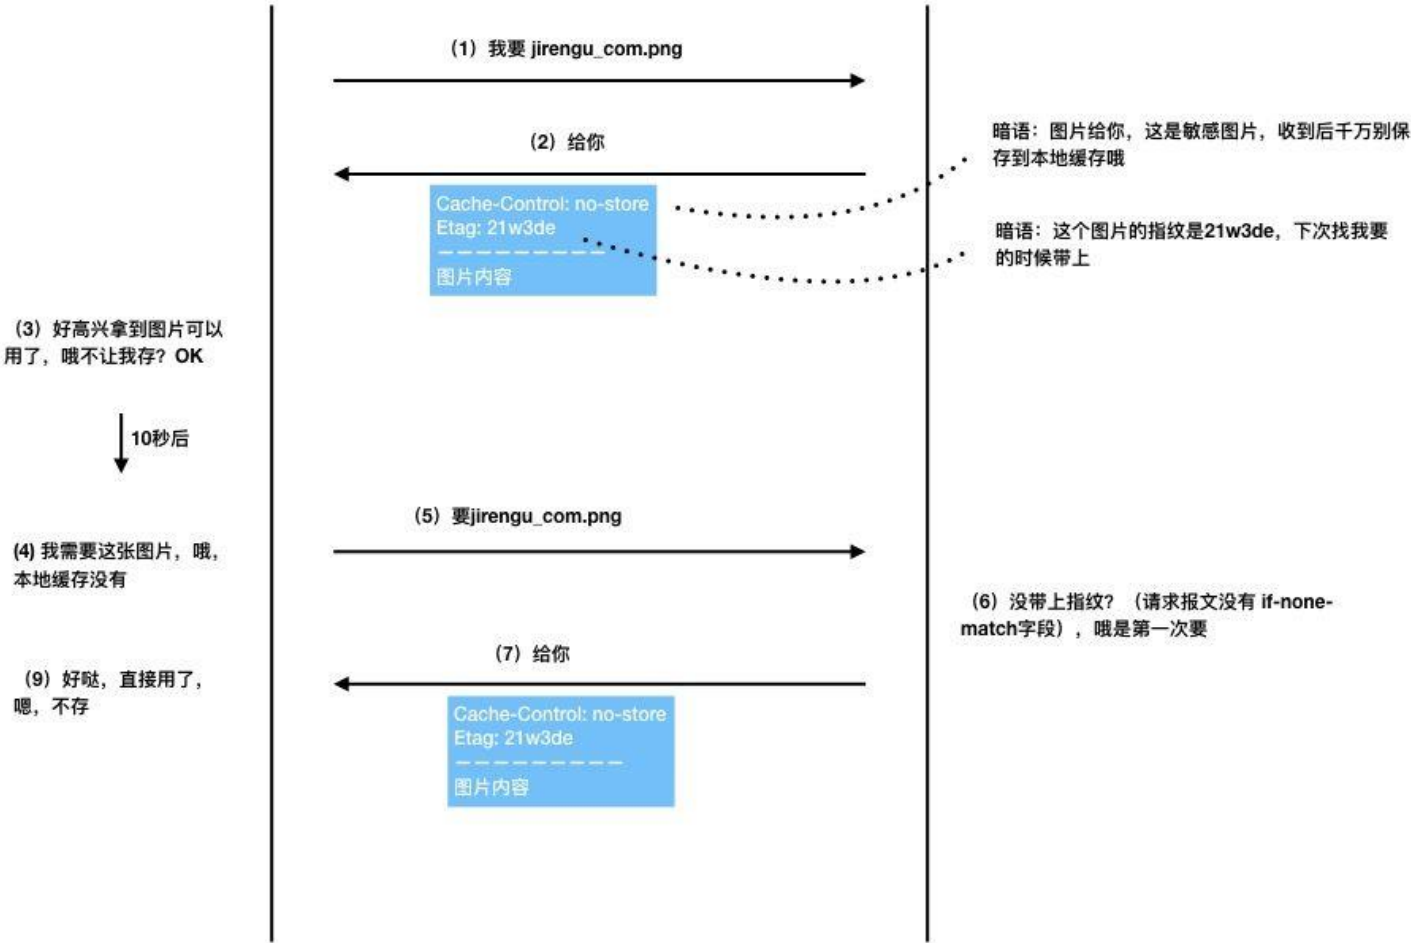 （1）我要 jirengu_com.png
（2）给你
暗语：图片给你，这是敏感图片，收到后千万别保
存到本地缓存哦
Cache-Control: no-store
Etag: 21w3de
－－－－－－－－－
图片内容
暗语：这个图片的指纹是21w3de，下次找我要
的时候带上
（3）好高兴拿到图片可以
用了，哦不让我存？OK
10秒后
（5）要jirengu_com.png
(4) 我需要这张图片，哦，
本地缓存没有
（6）没带上指纹？（请求报文没有 if-none-
match字段），哦是第一次要
（7）给你
（9）好哒，直接用了，
嗯，不存
Cache-Control: no-store
Etag: 21w3de
－－－－－－－－－
图片内容